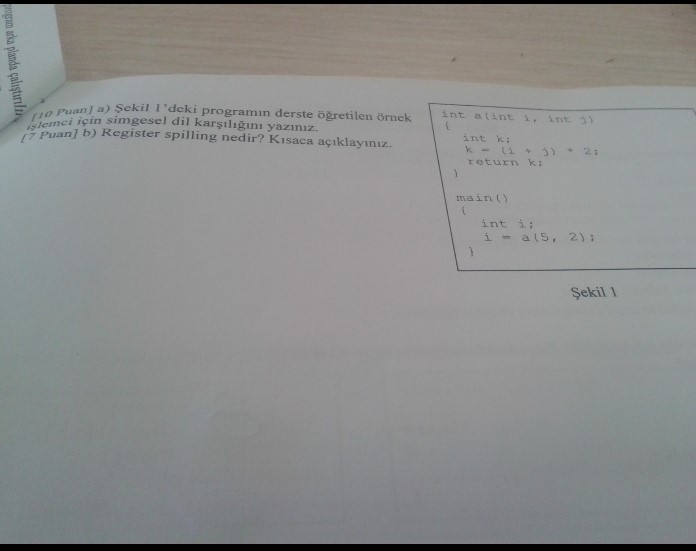 program arka planda çalıştırılı
[10 Puan] a) Şekil 1'deki programın derste öğretilen örnek
işlemci için simgesel dil karşılığını yazınız.
[7 Puan] b) Register spilling nedir? Kısaca açıklayınız.
int a(int i, int j)
{
int k;
k = (i + j) * 2;
return k;
}
main()
{
int i;
i = a(5, 2);
}
Şekil 1